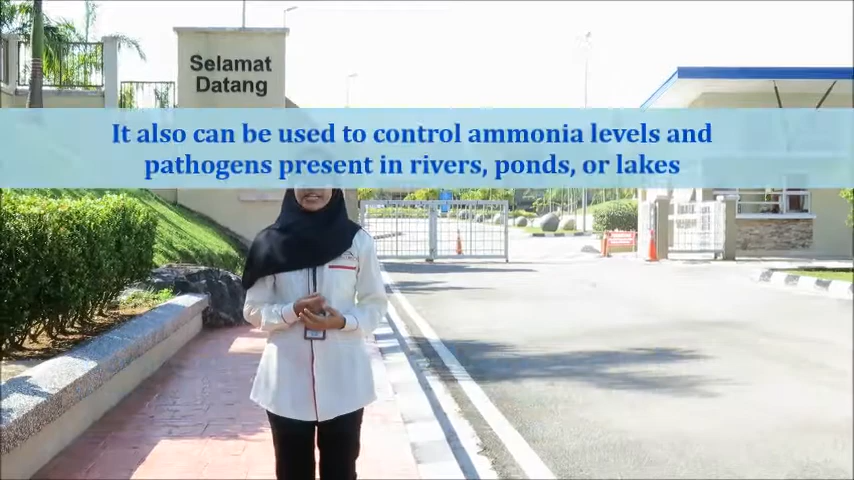 Selamat
Datang
It also can be used to control ammonia levels and
pathogens present in rivers, ponds, or lakes